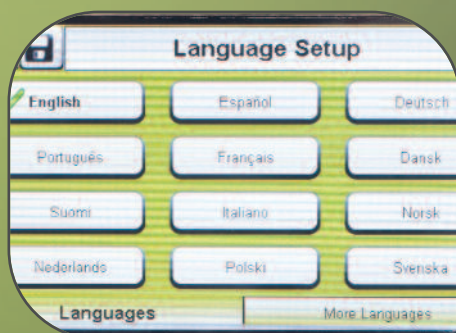 Language Setup
English Español Deutsch
Português Français Dansk
Suomi Italiano Norsk
Nederlands Polski Svenska
Languages More Languages